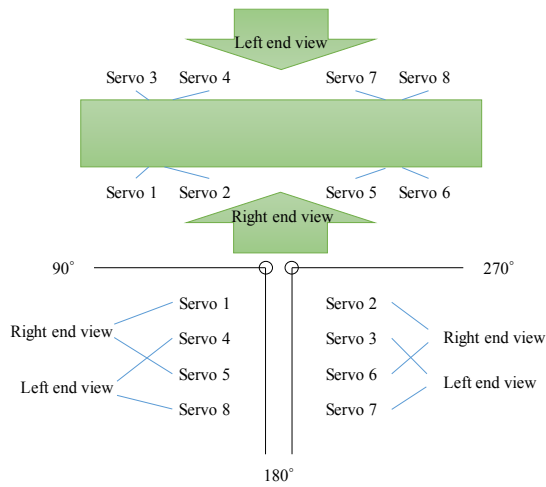 Left end view
Servo 3 Servo 4 Servo 7 Servo 8
Servo 1 Servo 2 Servo 5 Servo 6
Right end view
90° 270°
Servo 1 Servo 2
Right end view Servo 4 Servo 3 Right end view
Left end view Servo 5 Servo 6 Left end view
Servo 8 Servo 7
180°